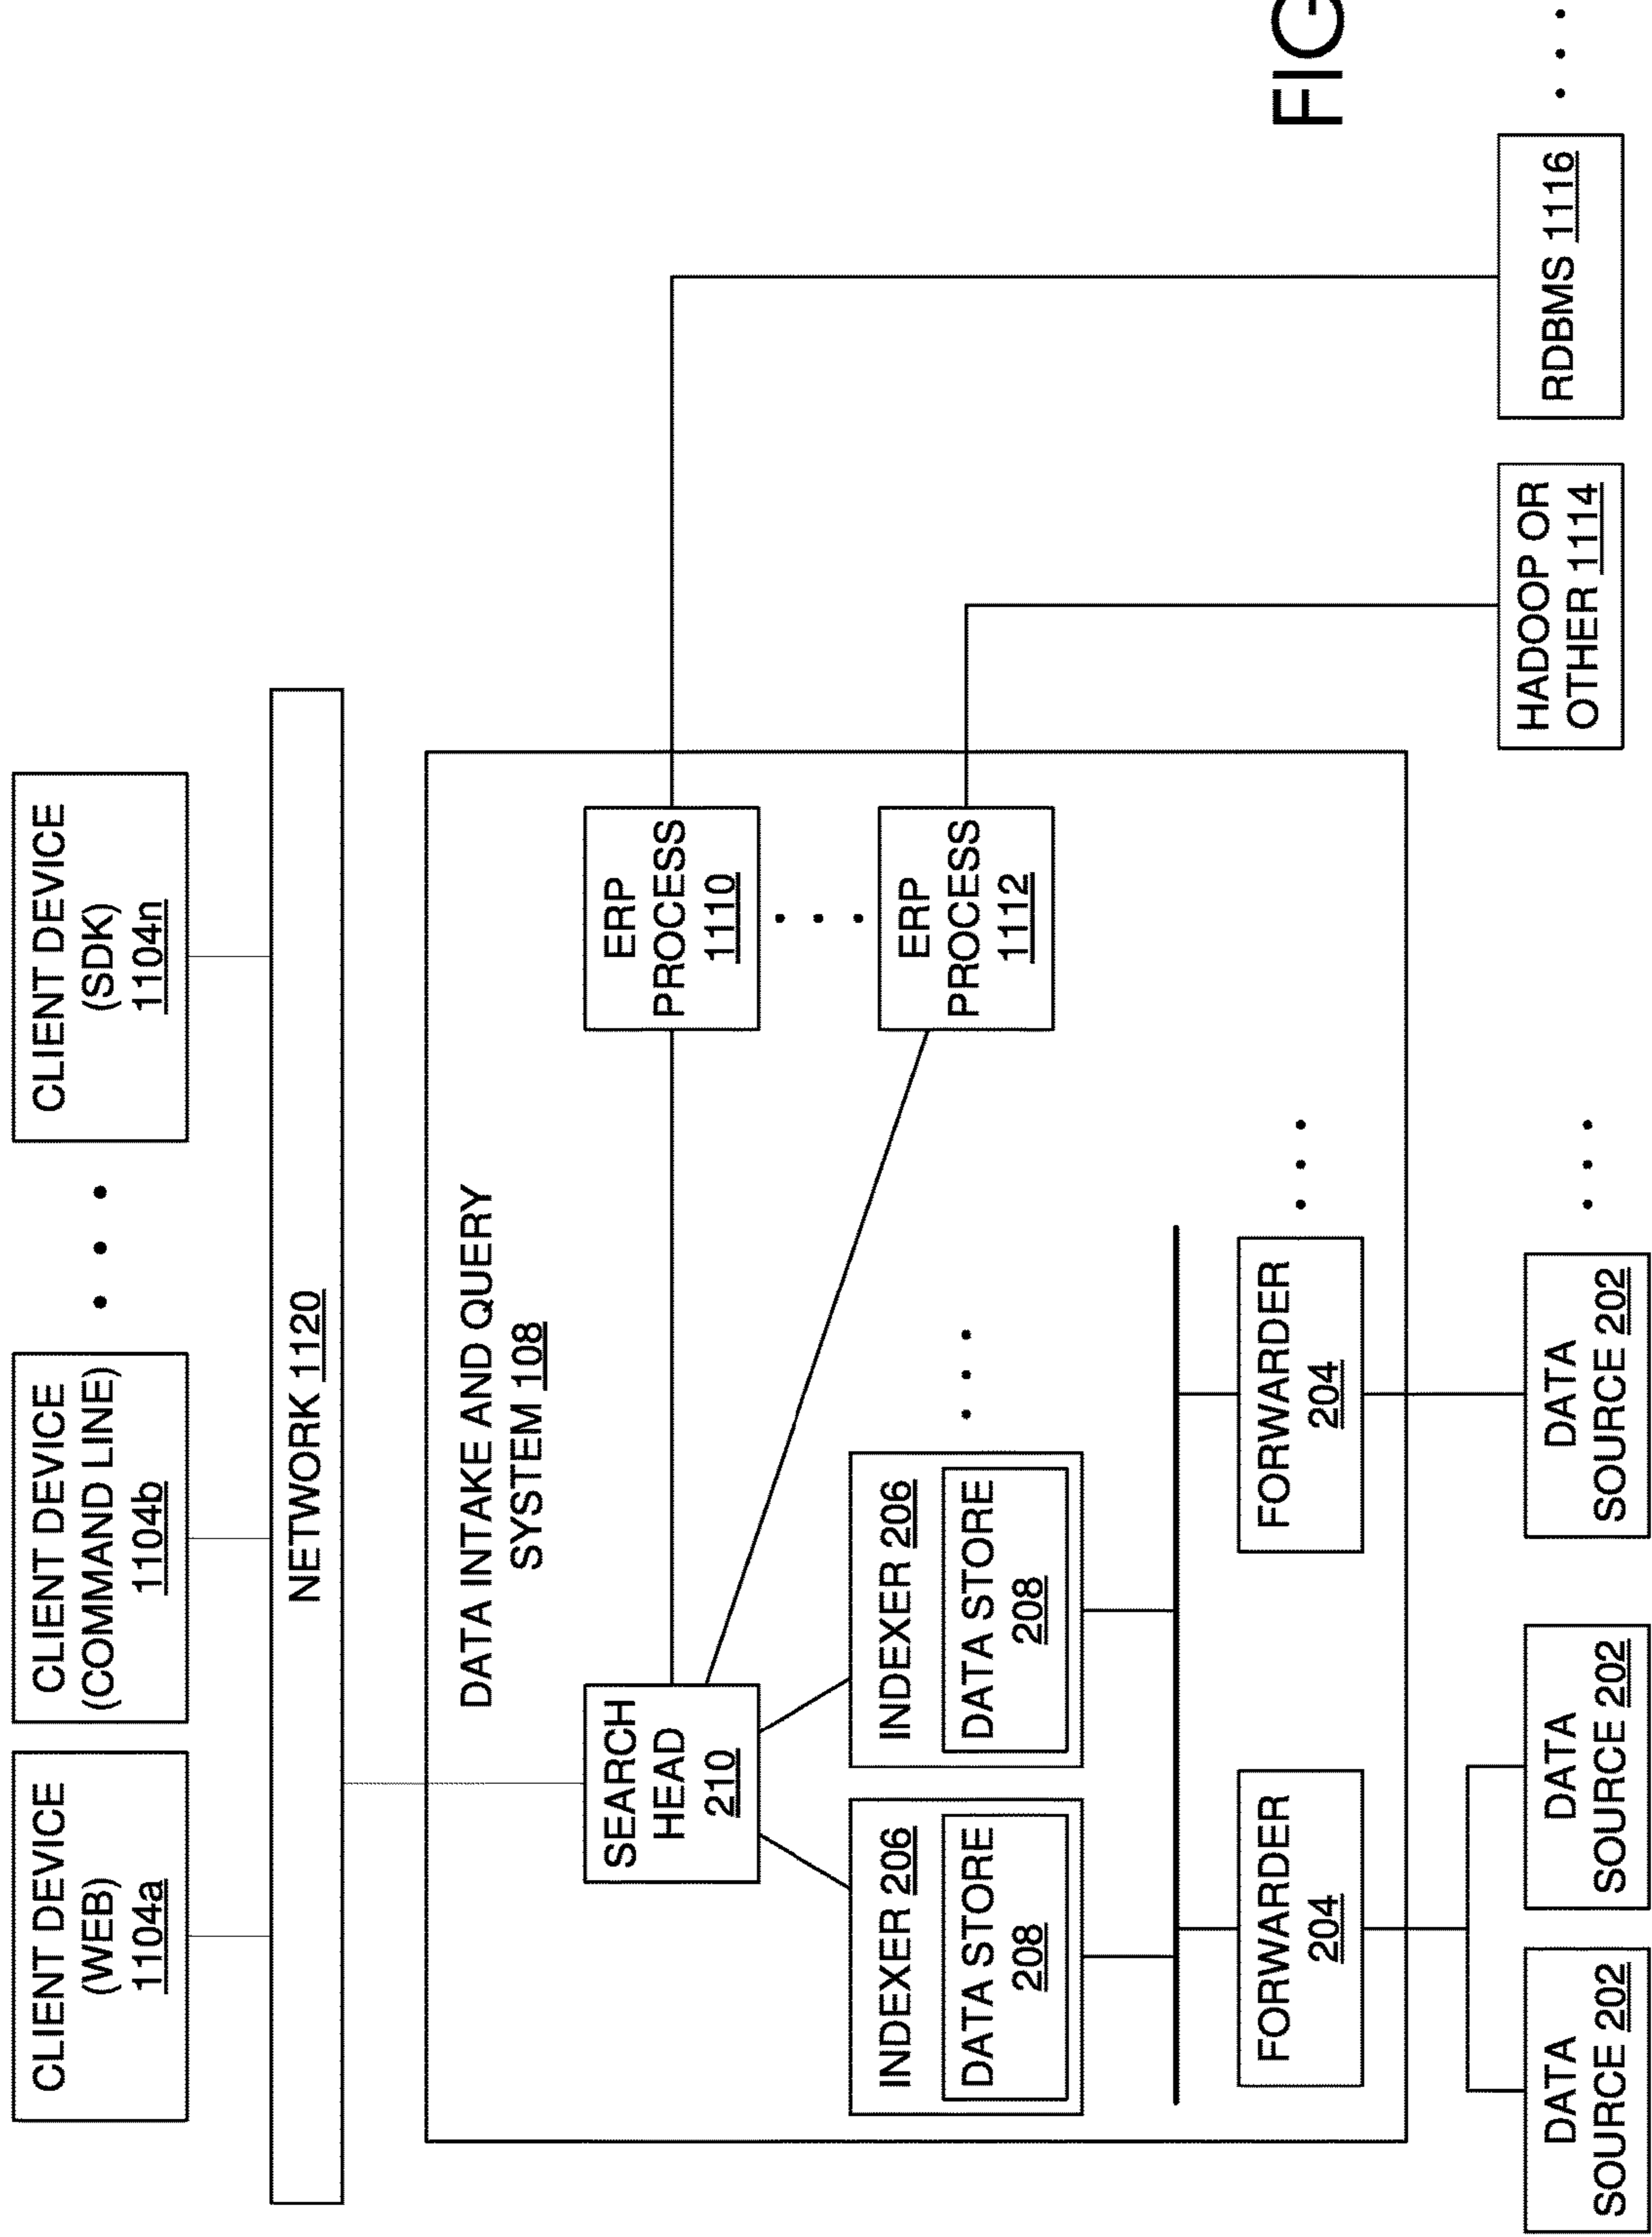 CLIENT DEVICE
(WEB)
1104a
CLIENT DEVICE
(COMMAND LINE)
1104b
CLIENT DEVICE
(SDK)
1104n
NETWORK 1120
DATA INTAKE AND QUERY
SYSTEM 108
SEARCH
HEAD
210
ERP
PROCESS
1110
INDEXER 206
DATA STORE
208
INDEXER 206
DATA STORE
208
ERP
PROCESS
1112
FORWARDER
204
FORWARDER
204
DATA
SOURCE 202
DATA
SOURCE 202
DATA
SOURCE 202
HADOOP OR
OTHER 1114
RDBMS 1116
FIG